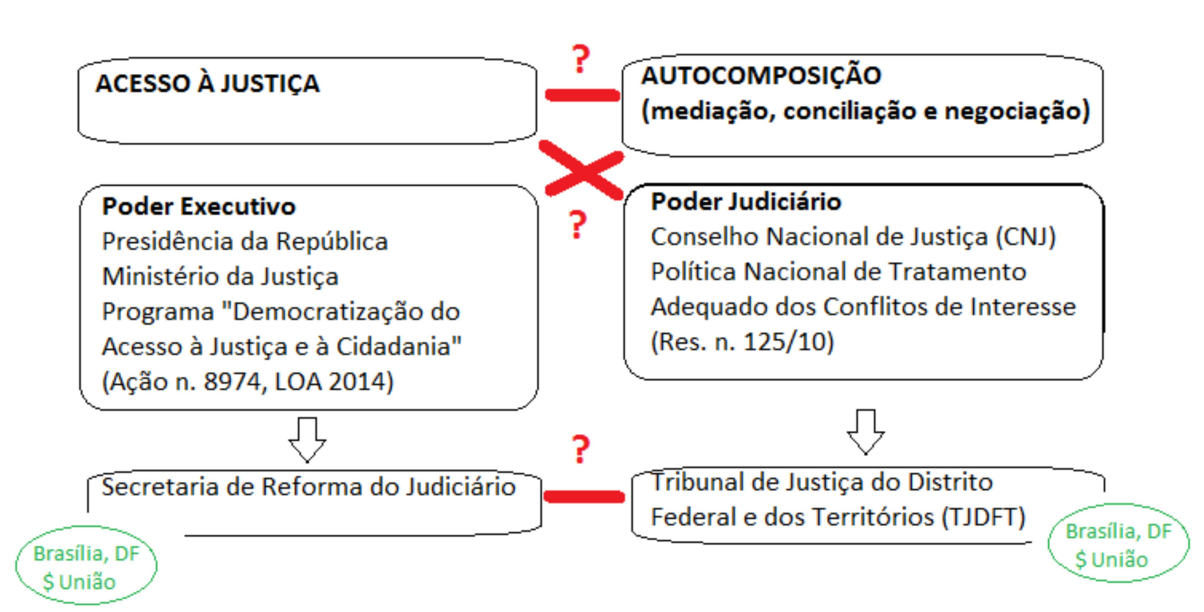 ?
ACESSO À JUSTIÇA
AUTOCOMPOSIÇÃO
(mediação, conciliação e negociação)
Poder Executivo
Presidência da República
Ministério da Justiça
Programa "Democratização do
Acesso à Justiça e à Cidadania"
(Ação n. 8974, LOA 2014)
?
Poder Judiciário
Conselho Nacional de Justiça (CNJ)
Política Nacional de Tratamento
Adequado dos Conflitos de Interesse
(Res. n. 125/10)
?
Secretaria de Reforma do Judiciário
Tribunal de Justiça do Distrito
Federal e dos Territórios (TJDFT)
Brasília, DF
$ União
Brasília, DF
$ União